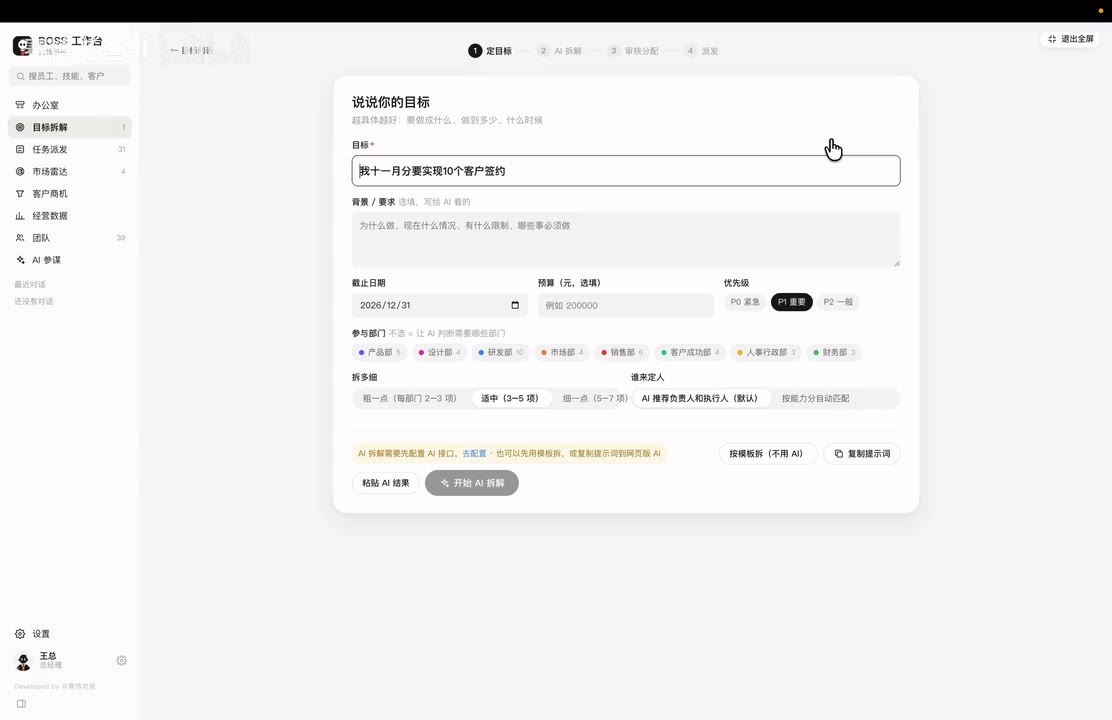 BOSS 工作台
搜员工、技能、客户
办公室
目标拆解 1
任务派发 31
市场雷达 4
客户商机
经营数据
团队 39
AI 参谋
最近对话
还没有对话
设置
王总
总经理
Developed by @赛博老板
1 定目标
2 AI 拆解
3 审核分配
4 派发
退出全屏
说说你的目标
越具体越好：要做成什么、做到多少、什么时候
目标*
我十一月分要实现10个客户签约
背景 / 要求 选填，写给 AI 看的
为什么做、现在什么情况、有什么限制、哪些事必须做
截止日期 预算（元，选填） 优先级
2026/12/31 例如 200000 P0 紧急 P1 重要 P2 一般
参与部门 不选 = 让 AI 判断需要哪些部门
产品部 5 设计部 4 研发部 10 市场部 4 销售部 6 客户成功部 4 人事行政部 3 财务部 3
拆多细 谁来定人
粗一点（每部门 2—3 项） 适中（3—5 项） 细一点（5—7 项） AI 推荐负责人和执行人（默认） 按能力分自动匹配
AI 拆解需要先配置 AI 接口。去配置 · 也可以先用模板拆，或复制提示词到网页版 AI 按模板拆（不用 AI） 复制提示词
粘贴 AI 结果 开始 AI 拆解